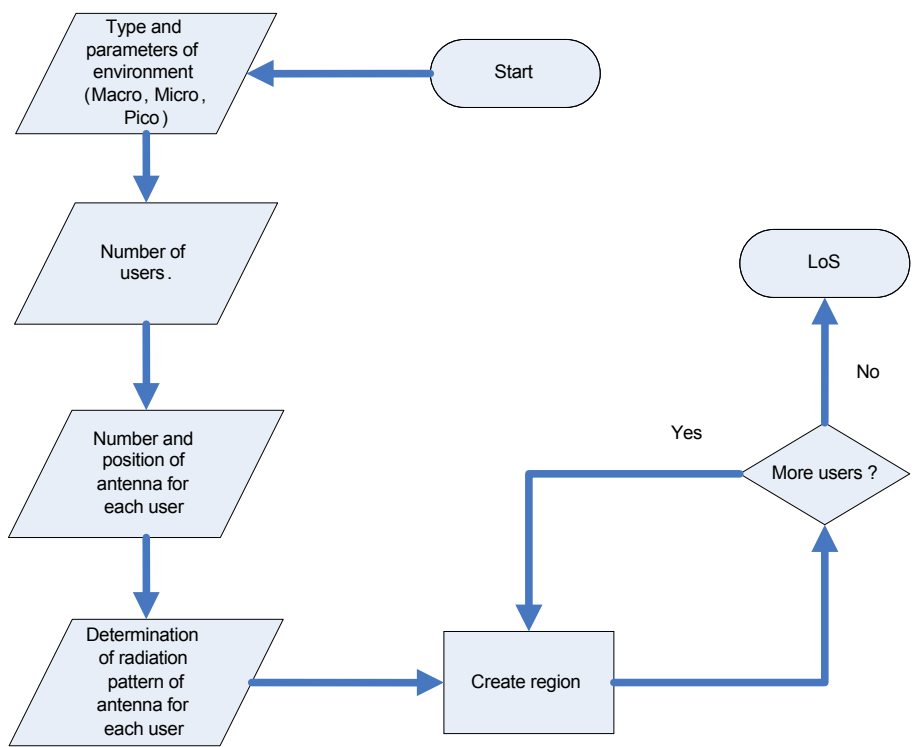 Start
Type and
parameters of
environment
(Macro, Micro,
Pico)
Number of
users.
Number and
position of
antenna for
each user
Determination
of radiation
pattern of
antenna for
each user
Create region
More users ?
Yes
No
LoS